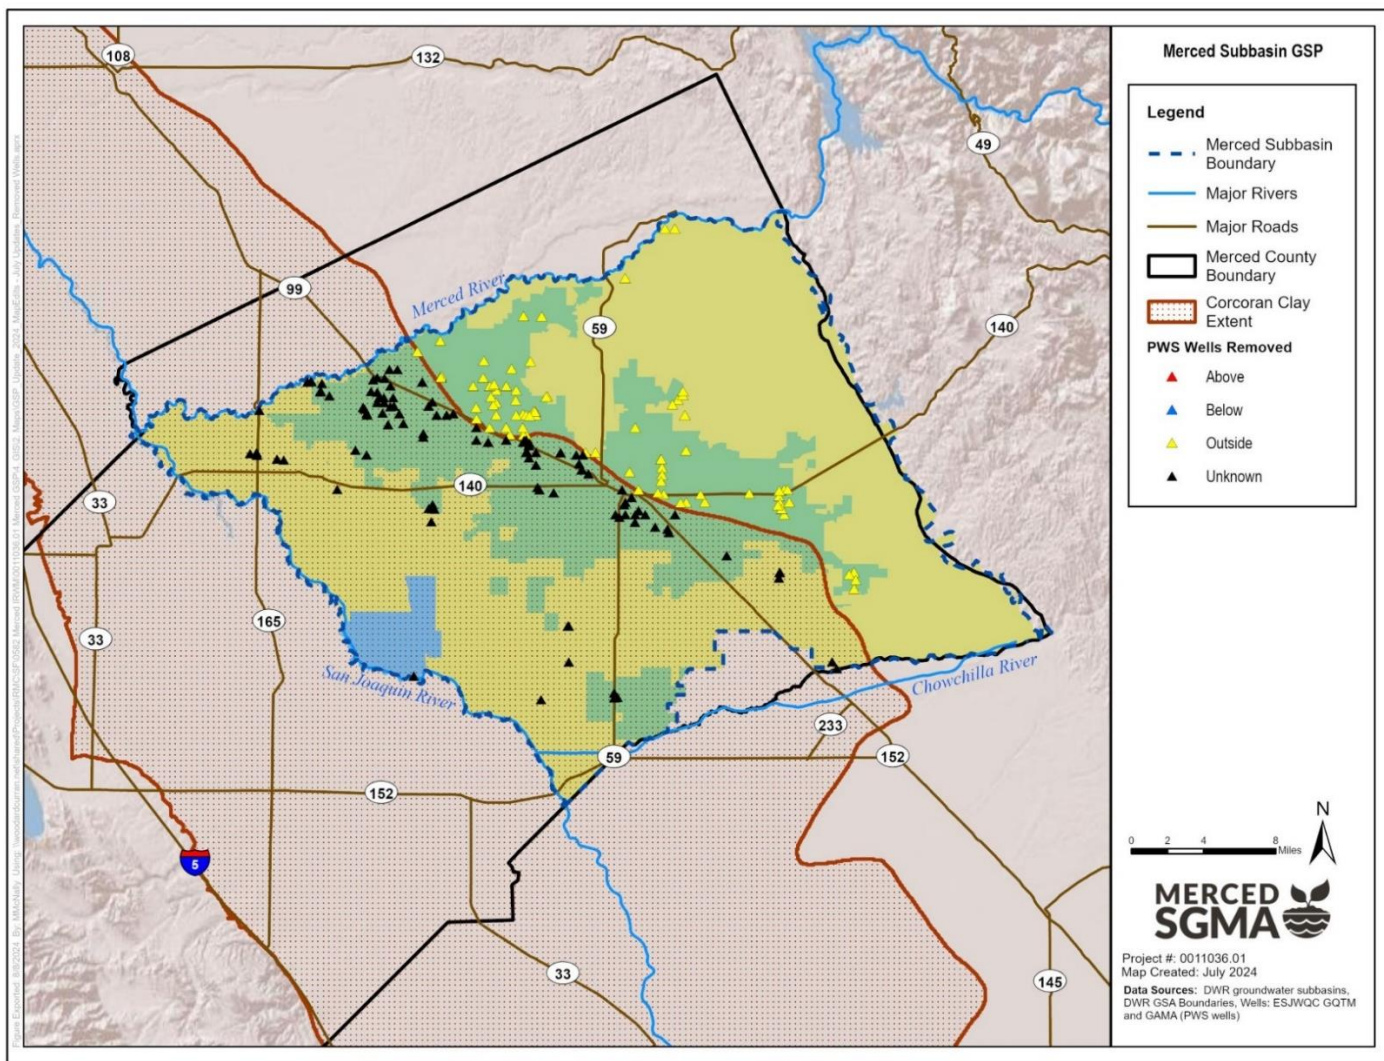 Merced Subbasin GSP
Legend
Merced Subbasin
Boundary
Major Rivers
Major Roads
Merced County
Boundary
Corcoran Clay
Extent
PWS Wells Removed
Above
Below
Outside
Unknown
108
132
49
99
Merced River
59
140
33
140
165
33
San Joaquin River
Chowchilla River
233
59
152
152
5
33
145
N
0 2 4 8
Miles
MERCED
SGMA
Project #: 0011036.01
Map Created: July 2024
Data Sources: DWR groundwater subbasins,
DWR GSA Boundaries, Wells: ESJWQC GQTM
and GAMA (PWS wells)